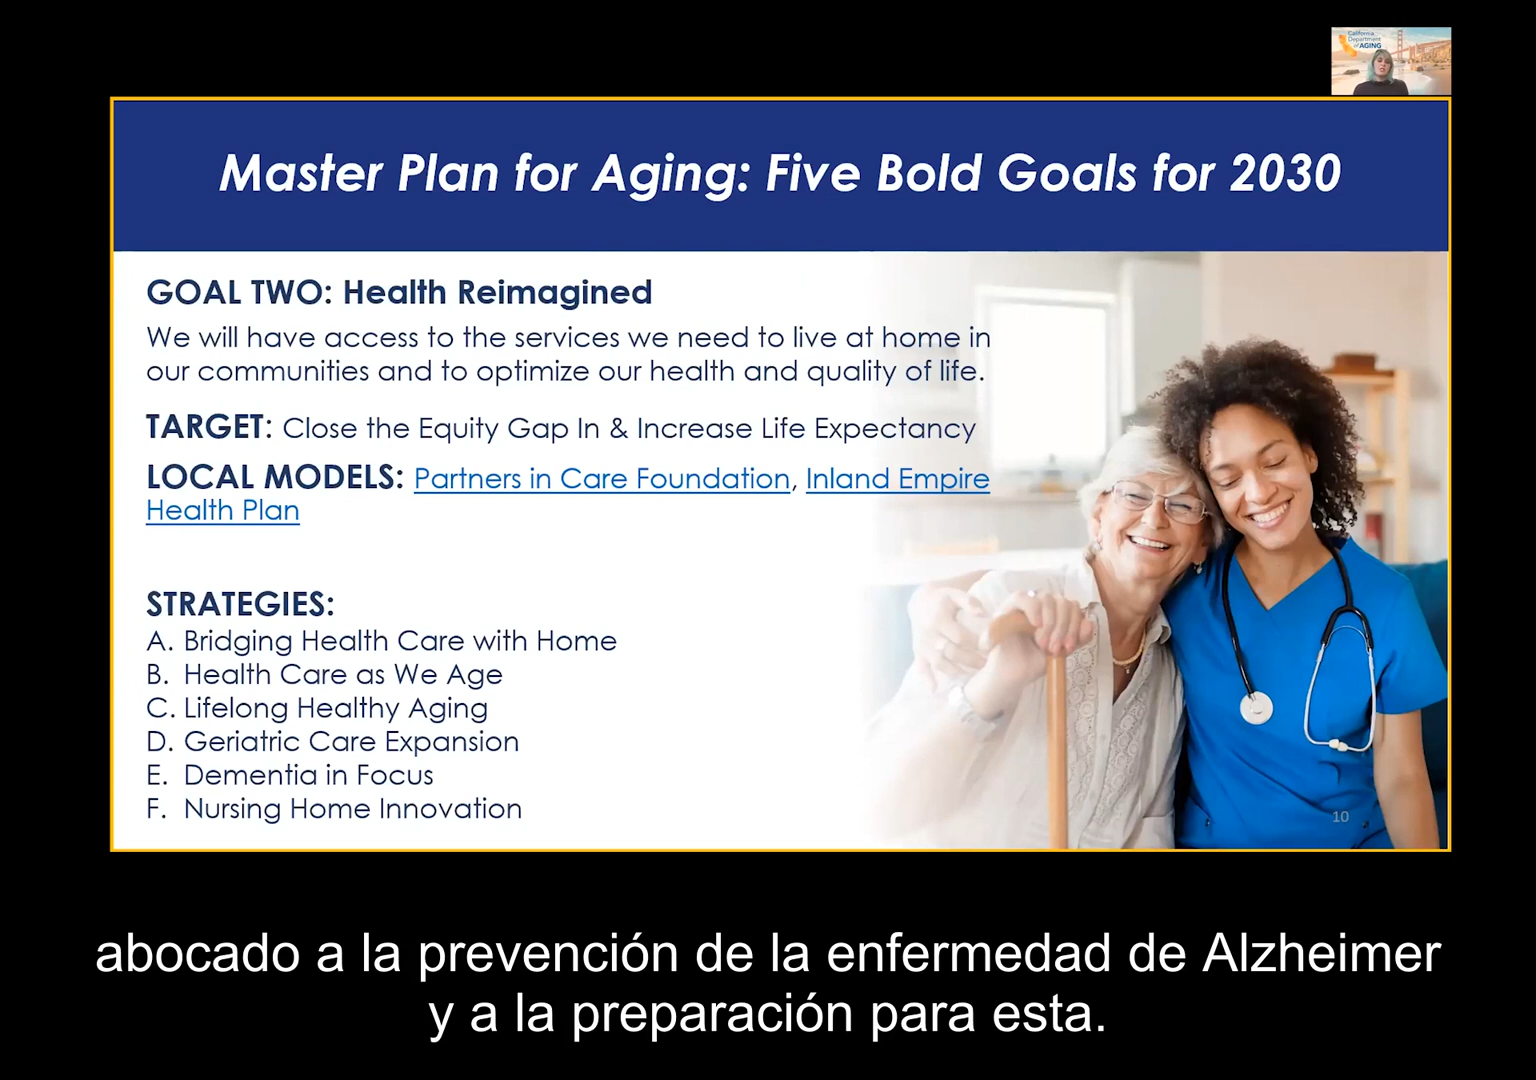 California
Department
of AGING
Master Plan for Aging: Five Bold Goals for 2030
GOAL TWO: Health Reimagined
We will have access to the services we need to live at home in
our communities and to optimize our health and quality of life.
TARGET: Close the Equity Gap In & Increase Life Expectancy
LOCAL MODELS: Partners in Care Foundation, Inland Empire
Health Plan
STRATEGIES:
A. Bridging Health Care with Home
B. Health Care as We Age
C. Lifelong Healthy Aging
D. Geriatric Care Expansion
E. Dementia in Focus
F. Nursing Home Innovation
10
abocado a la prevención de la enfermedad de Alzheimer
y a la preparación para esta.